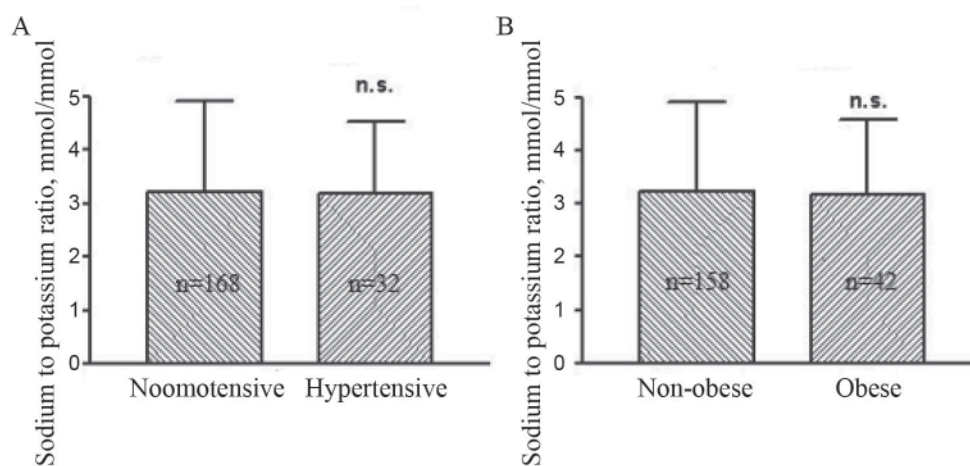 A
Sodium to potassium ratio, mmol/mmol
5
4
3
2
1
0
n.s.
n=168
n=32
Noomotensive
Hypertensive
B
Sodium to potassium ratio, mmol/mmol
5
4
3
2
1
0
n.s.
n=158
n=42
Non-obese
Obese